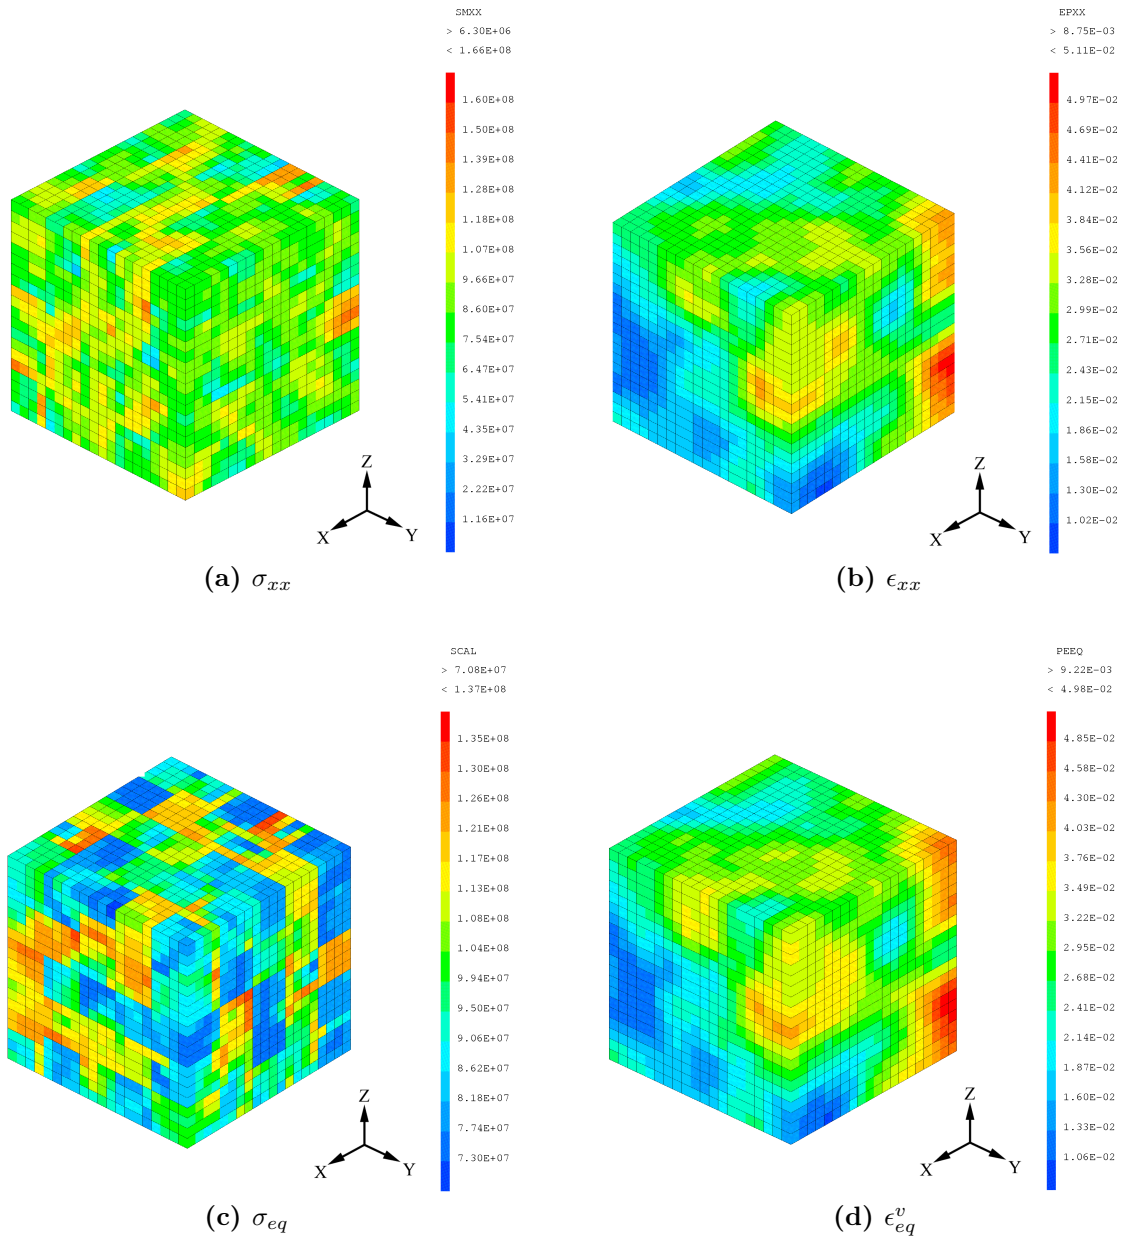 SMXX
> 6.30E+06
< 1.66E+08
1.60E+08
1.50E+08
1.39E+08
1.28E+08
1.18E+08
1.07E+08
9.66E+07
8.60E+07
7.54E+07
6.47E+07
5.41E+07
4.35E+07
3.29E+07
2.22E+07
1.16E+07
Z
X
Y
(a) σxx
EPXX
> 8.75E-03
< 5.11E-02
4.97E-02
4.69E-02
4.41E-02
4.12E-02
3.84E-02
3.56E-02
3.28E-02
2.99E-02
2.71E-02
2.43E-02
2.15E-02
1.86E-02
1.58E-02
1.30E-02
1.02E-02
Z
X
Y
(b) ϵxx
SCAL
> 7.08E+07
< 1.37E+08
1.35E+08
1.30E+08
1.26E+08
1.21E+08
1.17E+08
1.13E+08
1.08E+08
1.04E+08
9.94E+07
9.50E+07
9.06E+07
8.62E+07
8.18E+07
7.74E+07
7.30E+07
Z
X
Y
(c) σeq
PEEQ
> 9.22E-03
< 4.98E-02
4.85E-02
4.58E-02
4.30E-02
4.03E-02
3.76E-02
3.49E-02
3.22E-02
2.95E-02
2.68E-02
2.41E-02
2.14E-02
1.87E-02
1.60E-02
1.33E-02
1.06E-02
Z
X
Y
(d) ϵveq